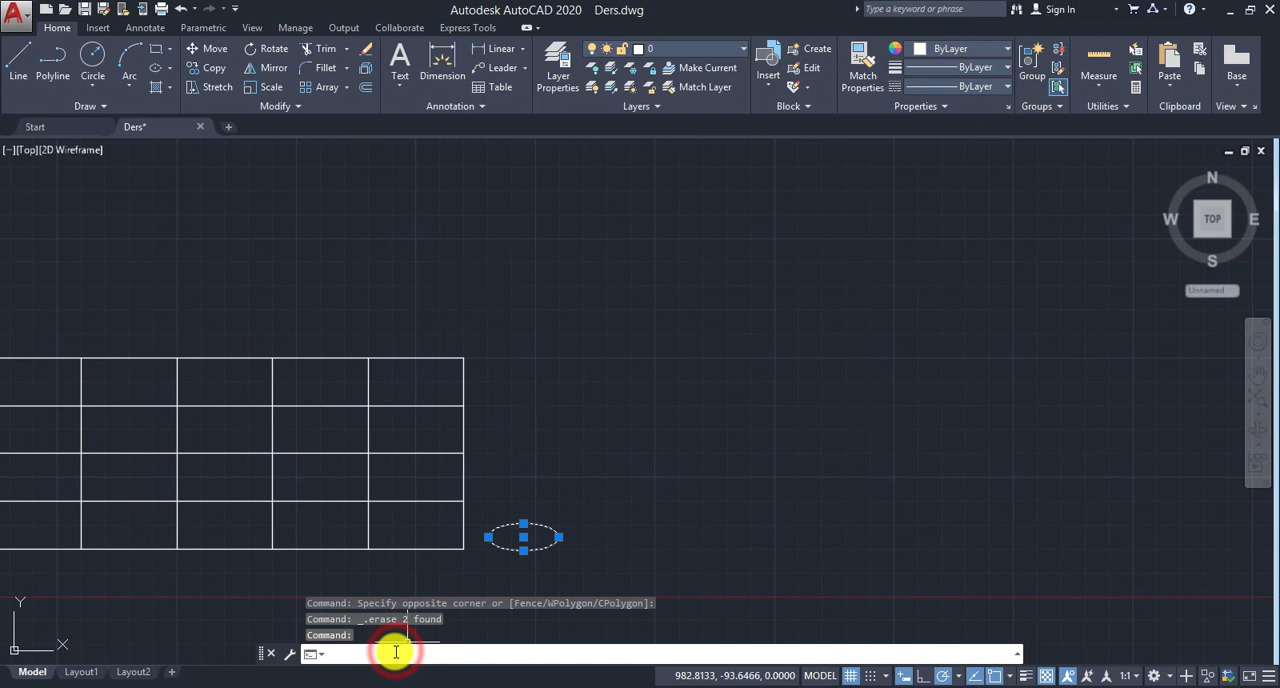 Autodesk AutoCAD 2020 Ders.dwg
Type a keyword or phrase
Sign In
Home Insert Annotate Parametric View Manage Output Collaborate Express Tools
Line Polyline Circle Arc
Move Rotate Trim
Copy Mirror Fillet
Stretch Scale Array
Text Dimension
Linear
Leader
Table
Layer Properties
0
Make Current
Match Layer
Insert
Create
Edit
Match Properties
ByLayer
ByLayer
ByLayer
Group
Measure
Paste
Base
Draw Modify Annotation Layers Block Properties Groups Utilities Clipboard View
Start Ders*
[−][Top][2D Wireframe]
N
W TOP E
S
Unnamed
Command: Specify opposite corner or [Fence/WPolygon/CPolygon]:
Command: _.erase 2 found
Command:
Y
X
Model Layout1 Layout2
982.8133, -93.6466, 0.0000 MODEL 1:1